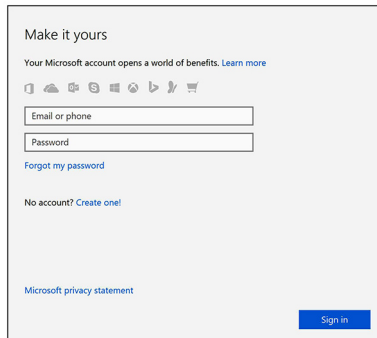 Make it yours
Your Microsoft account opens a world of benefits. Learn more
Email or phone
Password
Forgot my password
No account? Create one!
Microsoft privacy statement
Sign in